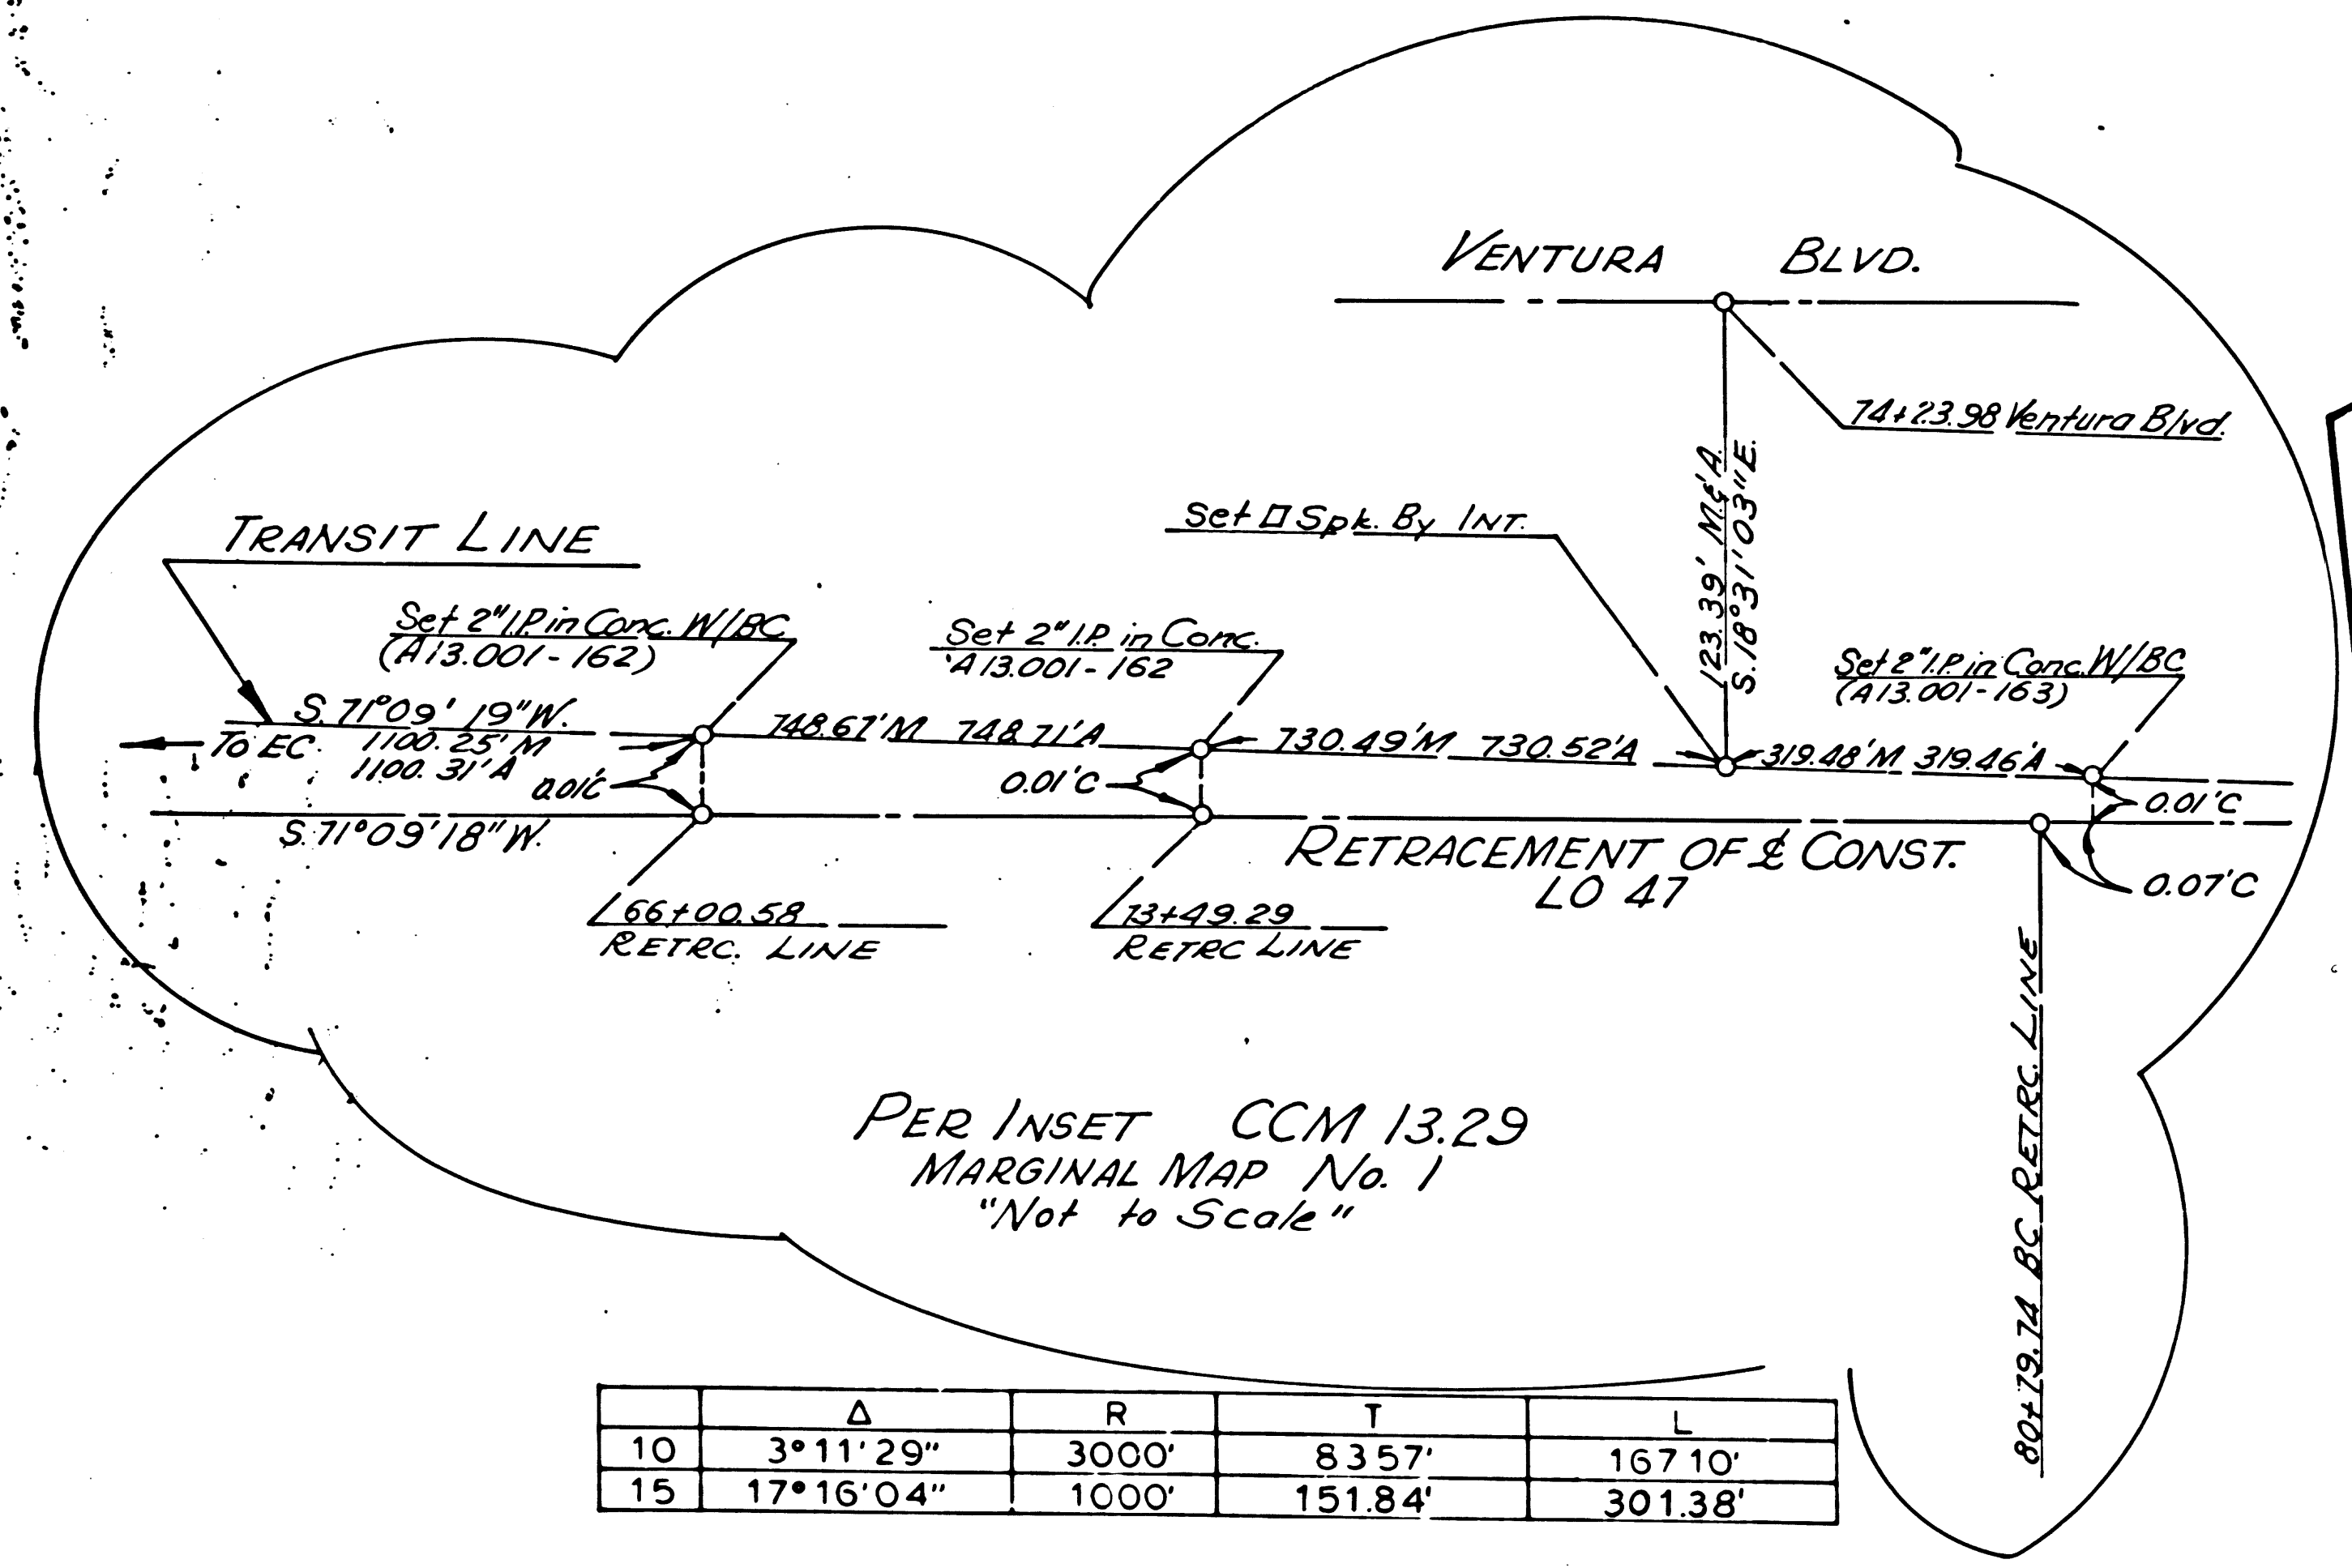 VENTURA BLVD.
74+23.98 Ventura Blvd.
123.39' M.&A.
S.18°31'03"E.
Set □ Spk. By INT.
TRANSIT LINE
Set 2" I.P. in Conc. W/BC
(A13.001-162)
Set 2" I.P. in Conc.
A13.001-162
Set 2" I.P. in Conc. W/BC
(A13.001-163)
S. 71°09' 19" W.
748.67'M 748.71'A
730.49'M 730.52'A
319.48'M 319.46'A
TO EC. 1100.25'M
1100.31'A
0.01'C
0.01'C
0.01'C
S. 71°09'18" W.
RETRACEMENT OF ℄ CONST.
LO 47
0.07'C
66+00.58
RETRC. LINE
73+49.29
RETRC LINE
80+79.74 BC RETRC. LINE
PER INSET CCM 13.29
MARGINAL MAP No. 1
"Not to Scale"
Δ R T L
10 3°11'29" 3000' 83 57' 167 10'
15 17°16'04" 1000' 151.84' 301.38'